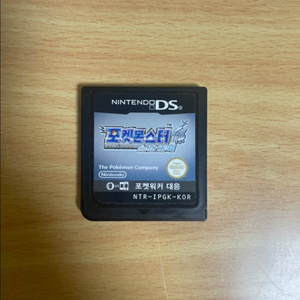 NINTENDO DS
포켓몬스터
The Pokémon Company
Nintendo
포켓워커 대응
NTR-IPGK-KOR